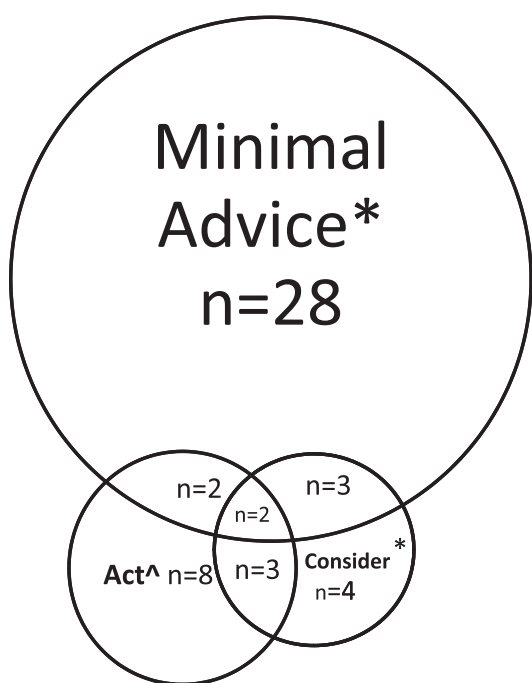 Minimal
Advice*
n=28
n=2
n=3
n=2
Act^ n=8
n=3
Consider*
n=4